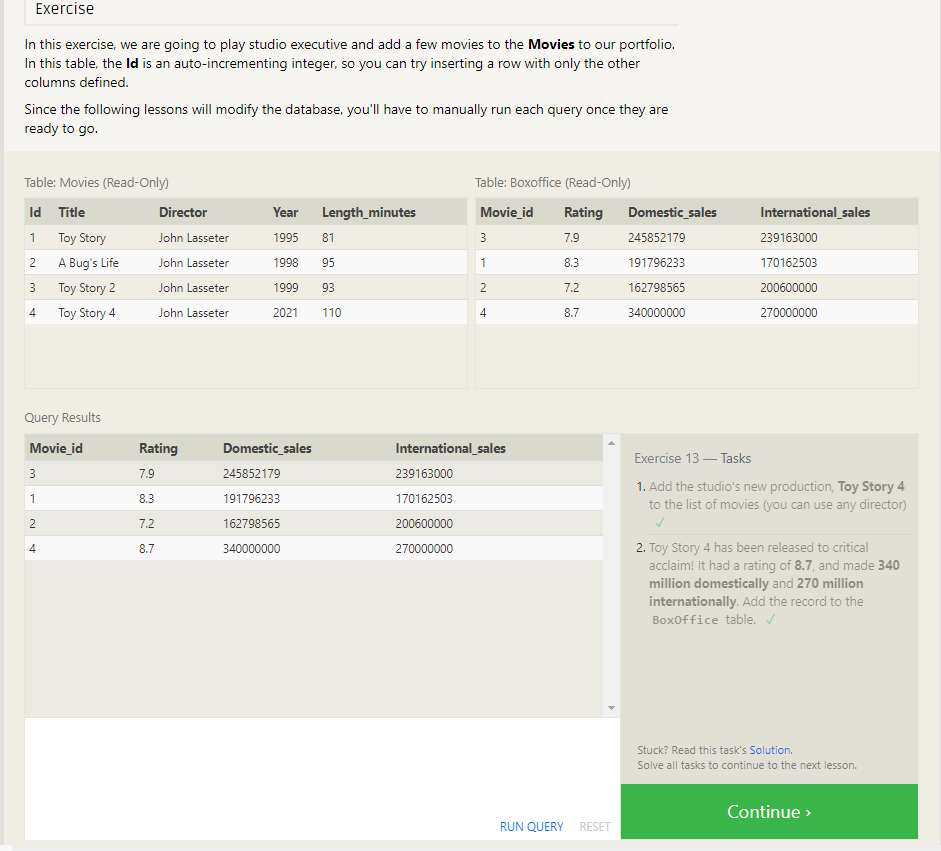 Exercise
In this exercise, we are going to play studio executive and add a few movies to the Movies to our portfolio.
In this table, the Id is an auto-incrementing integer, so you can try inserting a row with only the other
columns defined.
Since the following lessons will modify the database, you'll have to manually run each query once they are
ready to go.
Table: Movies (Read-Only)
Id Title Director Year Length_minutes
1 Toy Story John Lasseter 1995 81
2 A Bug's Life John Lasseter 1998 95
3 Toy Story 2 John Lasseter 1999 93
4 Toy Story 4 John Lasseter 2021 110
Table: Boxoffice (Read-Only)
Movie_id Rating Domestic_sales International_sales
3 7.9 245852179 239163000
1 8.3 191796233 170162503
2 7.2 162798565 200600000
4 8.7 340000000 270000000
Query Results
Movie_id Rating Domestic_sales International_sales
3 7.9 245852179 239163000
1 8.3 191796233 170162503
2 7.2 162798565 200600000
4 8.7 340000000 270000000
RUN QUERY RESET
Exercise 13 — Tasks
1. Add the studio's new production, Toy Story 4
to the list of movies (you can use any director)
✓
2. Toy Story 4 has been released to critical
acclaim! It had a rating of 8.7, and made 340
million domestically and 270 million
internationally. Add the record to the
BoxOffice table. ✓
Stuck? Read this task's Solution.
Solve all tasks to continue to the next lesson.
Continue ›